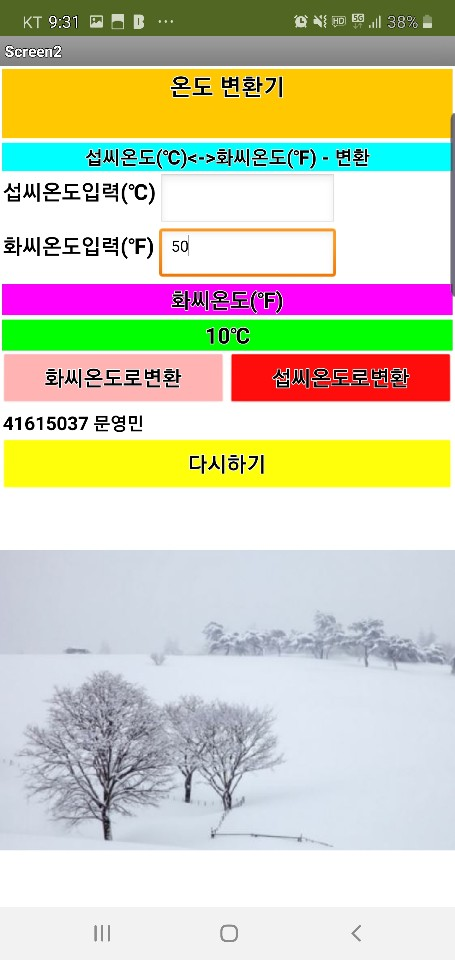 KT 9:31 38%
Screen2
온도 변환기
섭씨온도(℃)<->화씨온도(℉) - 변환
섭씨온도입력(℃)
화씨온도입력(℉) 50
화씨온도(℉)
10℃
화씨온도로변환 섭씨온도로변환
41615037 문영민
다시하기